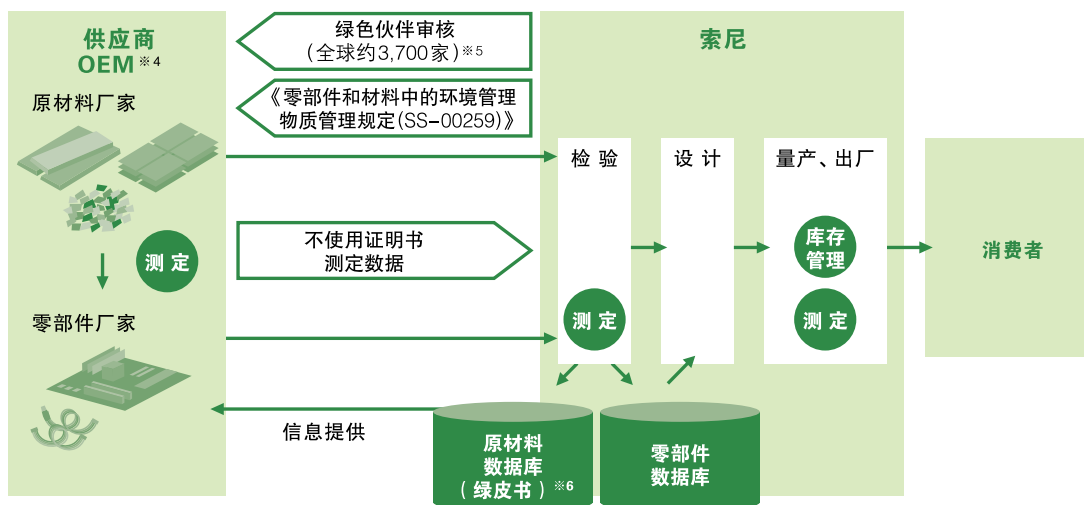 供应商
OEM※4
原材料厂家
测定
零部件厂家
绿色伙伴审核
(全球约3,700家)※5
《零部件和材料中的环境管理
物质管理规定(SS-00259)》
不使用证明书
测定数据
信息提供
索尼
检验
测定
设计
量产、出厂
库存
管理
测定
消费者
原材料
数据库
(绿皮书)※6
零部件
数据库